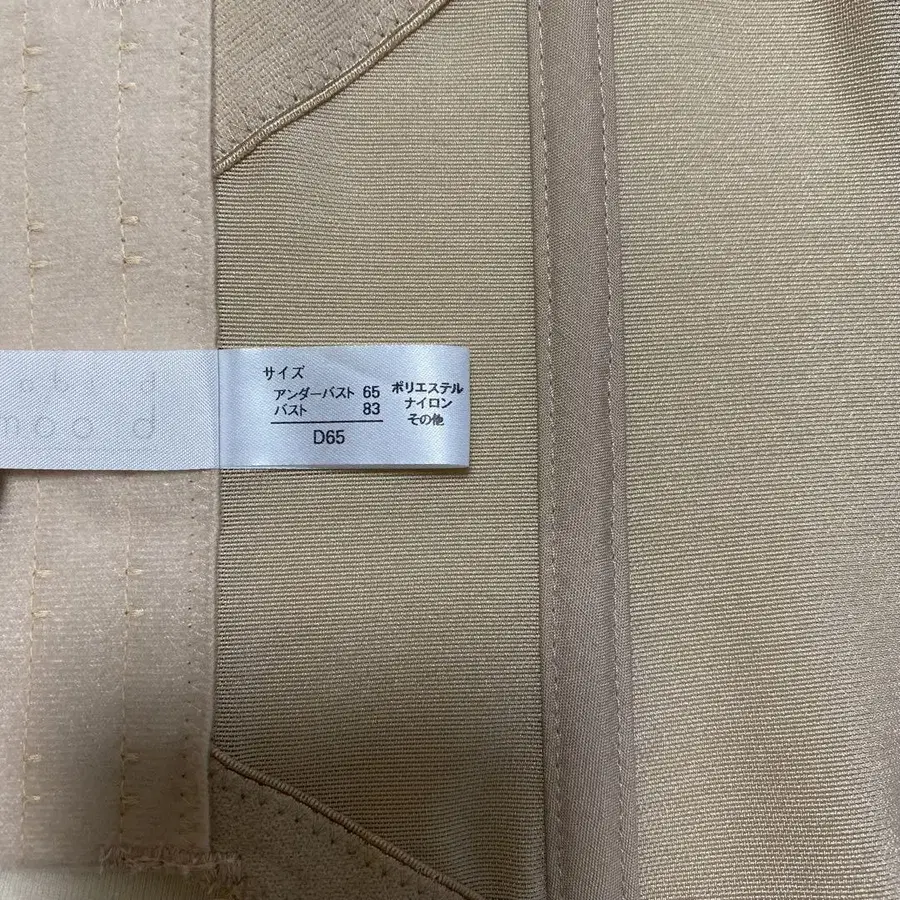 サイズ
アンダーバスト 65
バスト 83
D65
ポリエステル
ナイロン
その他